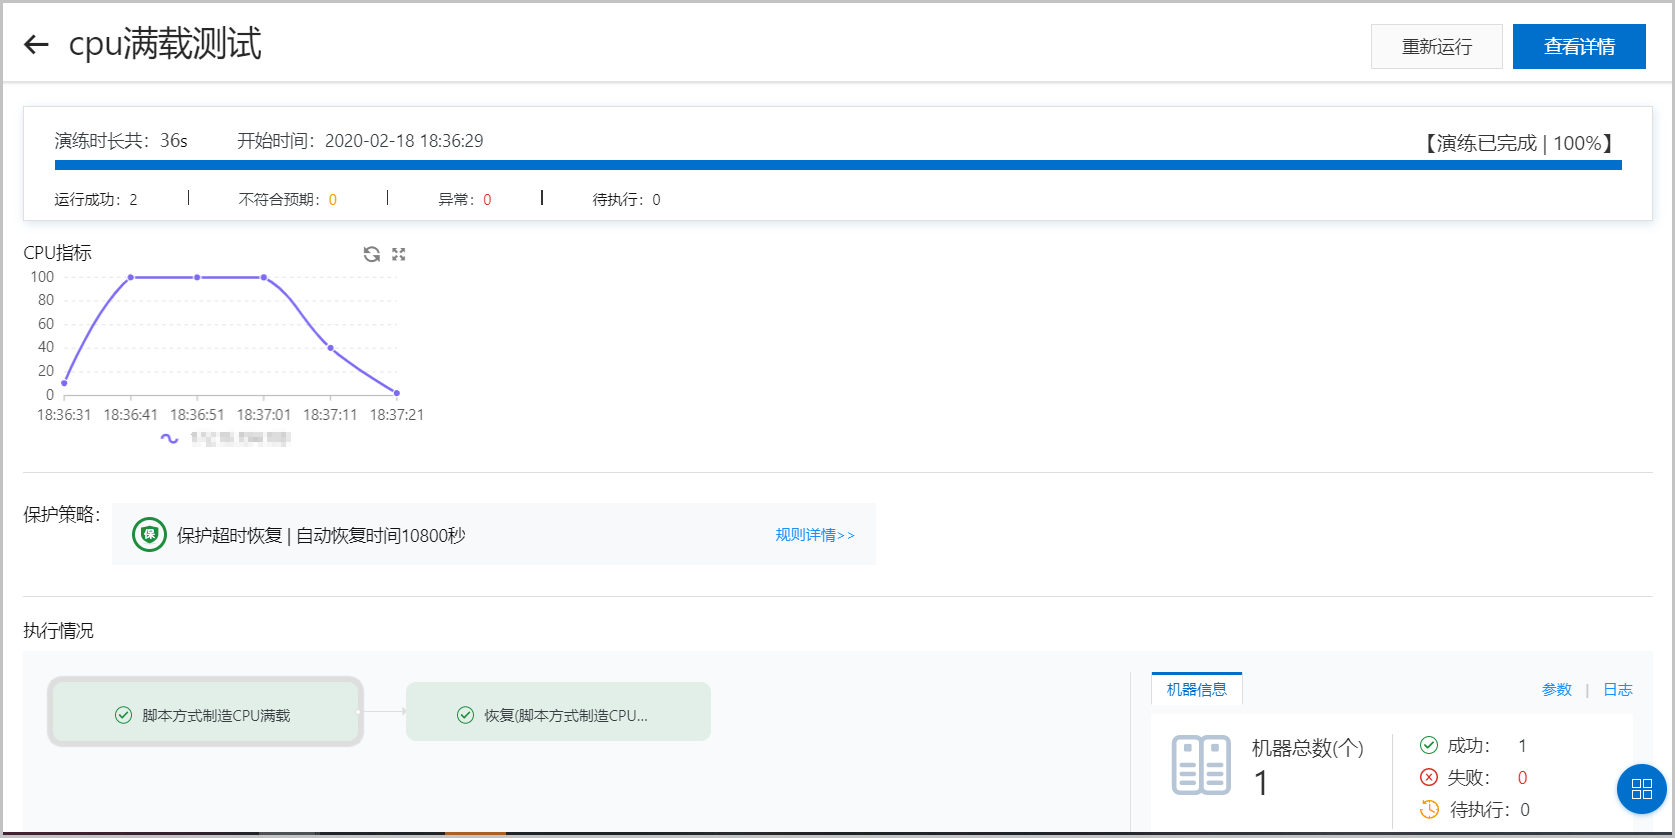 cpu满载测试
重新运行
查看详情
演练时长共：36s 开始时间：2020-02-18 18:36:29
【演练已完成 | 100%】
运行成功：2 | 不符合预期：0 | 异常：0 | 待执行：0
CPU指标
100
80
60
40
20
0
18:36:31 18:36:41 18:36:51 18:37:01 18:37:11 18:37:21
保护策略：
保
保护超时恢复 | 自动恢复时间10800秒
规则详情>>
执行情况
脚本方式制造CPU满载
恢复(脚本方式制造CPU...
机器信息
参数 | 日志
机器总数(个)
1
成功： 1
失败： 0
待执行：0